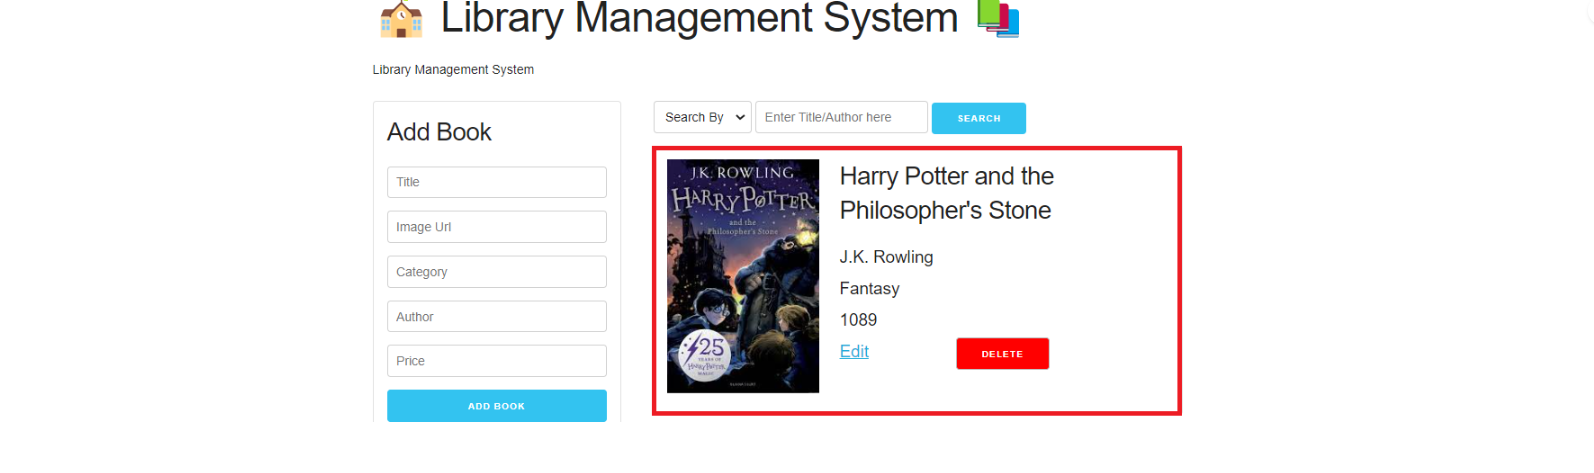 Library Management System
Library Management System
Add Book
Title
Image Url
Category
Author
Price
ADD BOOK
Search By
Enter Title/Author here
SEARCH
J.K. ROWLING
HARRY POTTER
and the
Philosopher's Stone
25
YEARS OF
HARRY POTTER
MAGIC
BLOOMSBURY
Harry Potter and the
Philosopher's Stone
J.K. Rowling
Fantasy
1089
Edit
DELETE